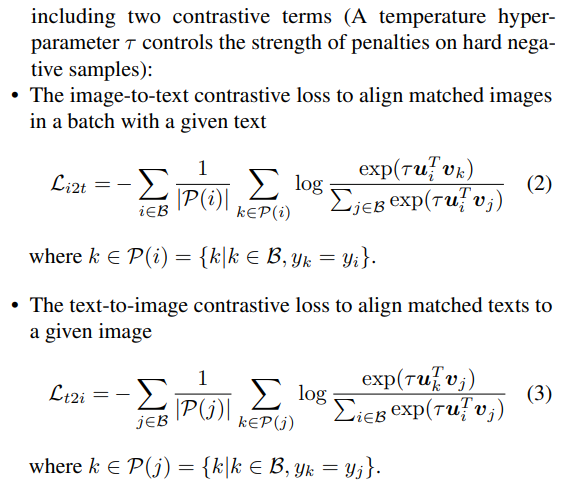 including two contrastive terms (A temperature hyper-
parameter τ controls the strength of penalties on hard nega-
tive samples):
• The image-to-text contrastive loss to align matched images
in a batch with a given text
$\mathcal{L}_{i2t} = -\sum_{i \in \mathcal{B}} \frac{1}{|\mathcal{P}(i)|} \sum_{k \in \mathcal{P}(i)} \log \frac{\exp(\tau \boldsymbol{u}_i^T \boldsymbol{v}_k)}{\sum_{j \in \mathcal{B}} \exp(\tau \boldsymbol{u}_i^T \boldsymbol{v}_j)}$ (2)
where $k \in \mathcal{P}(i) = \{k | k \in \mathcal{B}, y_k = y_i\}$.
• The text-to-image contrastive loss to align matched texts to
a given image
$\mathcal{L}_{t2i} = -\sum_{j \in \mathcal{B}} \frac{1}{|\mathcal{P}(j)|} \sum_{k \in \mathcal{P}(j)} \log \frac{\exp(\tau \boldsymbol{u}_k^T \boldsymbol{v}_j)}{\sum_{i \in \mathcal{B}} \exp(\tau \boldsymbol{u}_i^T \boldsymbol{v}_j)}$ (3)
where $k \in \mathcal{P}(j) = \{k | k \in \mathcal{B}, y_k = y_j\}$.